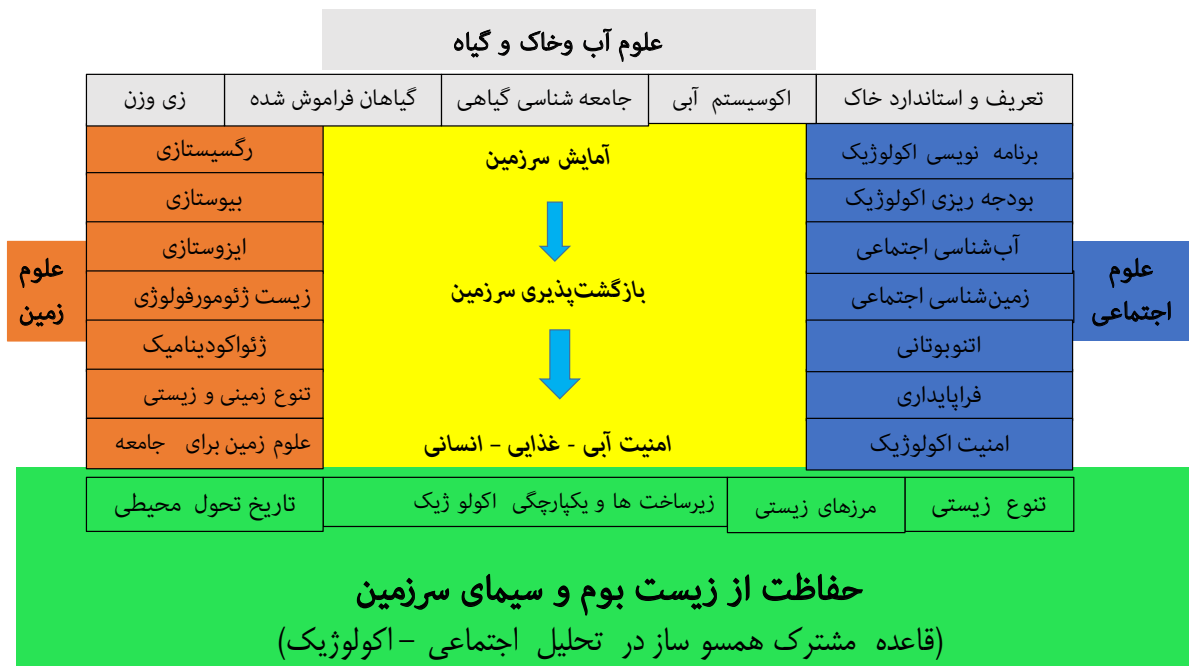 علوم آب وخاک و گیاه
تعریف و استاندارد خاک
اکوسیستم آبی
جامعه شناسی گیاهی
گیاهان فراموش شده
زی وزن
علوم
اجتماعی
برنامه نویسی اکولوژیک
بودجه ریزی اکولوژیک
آب‌شناسی اجتماعی
زمین‌شناسی اجتماعی
اتنوبوتانی
فراپایداری
امنیت اکولوژیک
آمایش سرزمین
بازگشت‌پذیری سرزمین
امنیت آبی - غذایی – انسانی
رگسیستازی
بیوستازی
ایزوستازی
زیست ژئومورفولوژی
ژئواکودینامیک
تنوع زمینی و زیستی
علوم زمین برای جامعه
علوم
زمین
تنوع زیستی
مرزهای زیستی
زیرساخت ها و یکپارچگی اکولو ژیک
تاریخ تحول محیطی
حفاظت از زیست بوم و سیمای سرزمین
(قاعده مشترک همسو ساز در تحلیل اجتماعی – اکولوژیک)